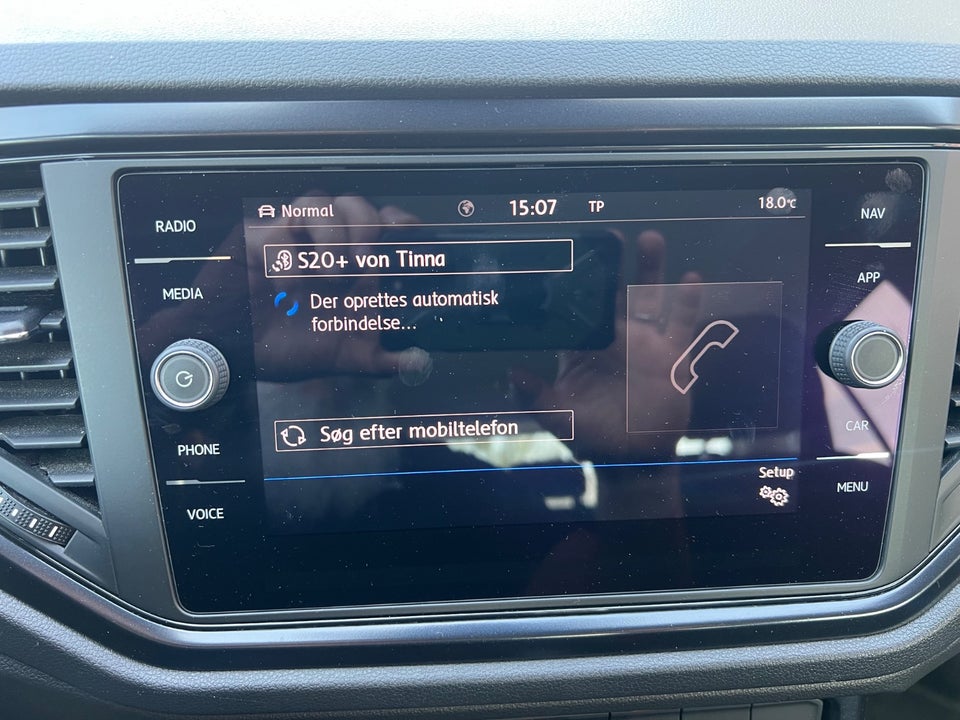 RADIO
MEDIA
PHONE
VOICE
Normal
15:07
TP
18.0°C
S20+ von Tinna
Der oprettes automatisk
forbindelse...
Søg efter mobiltelefon
Setup
NAV
APP
CAR
MENU